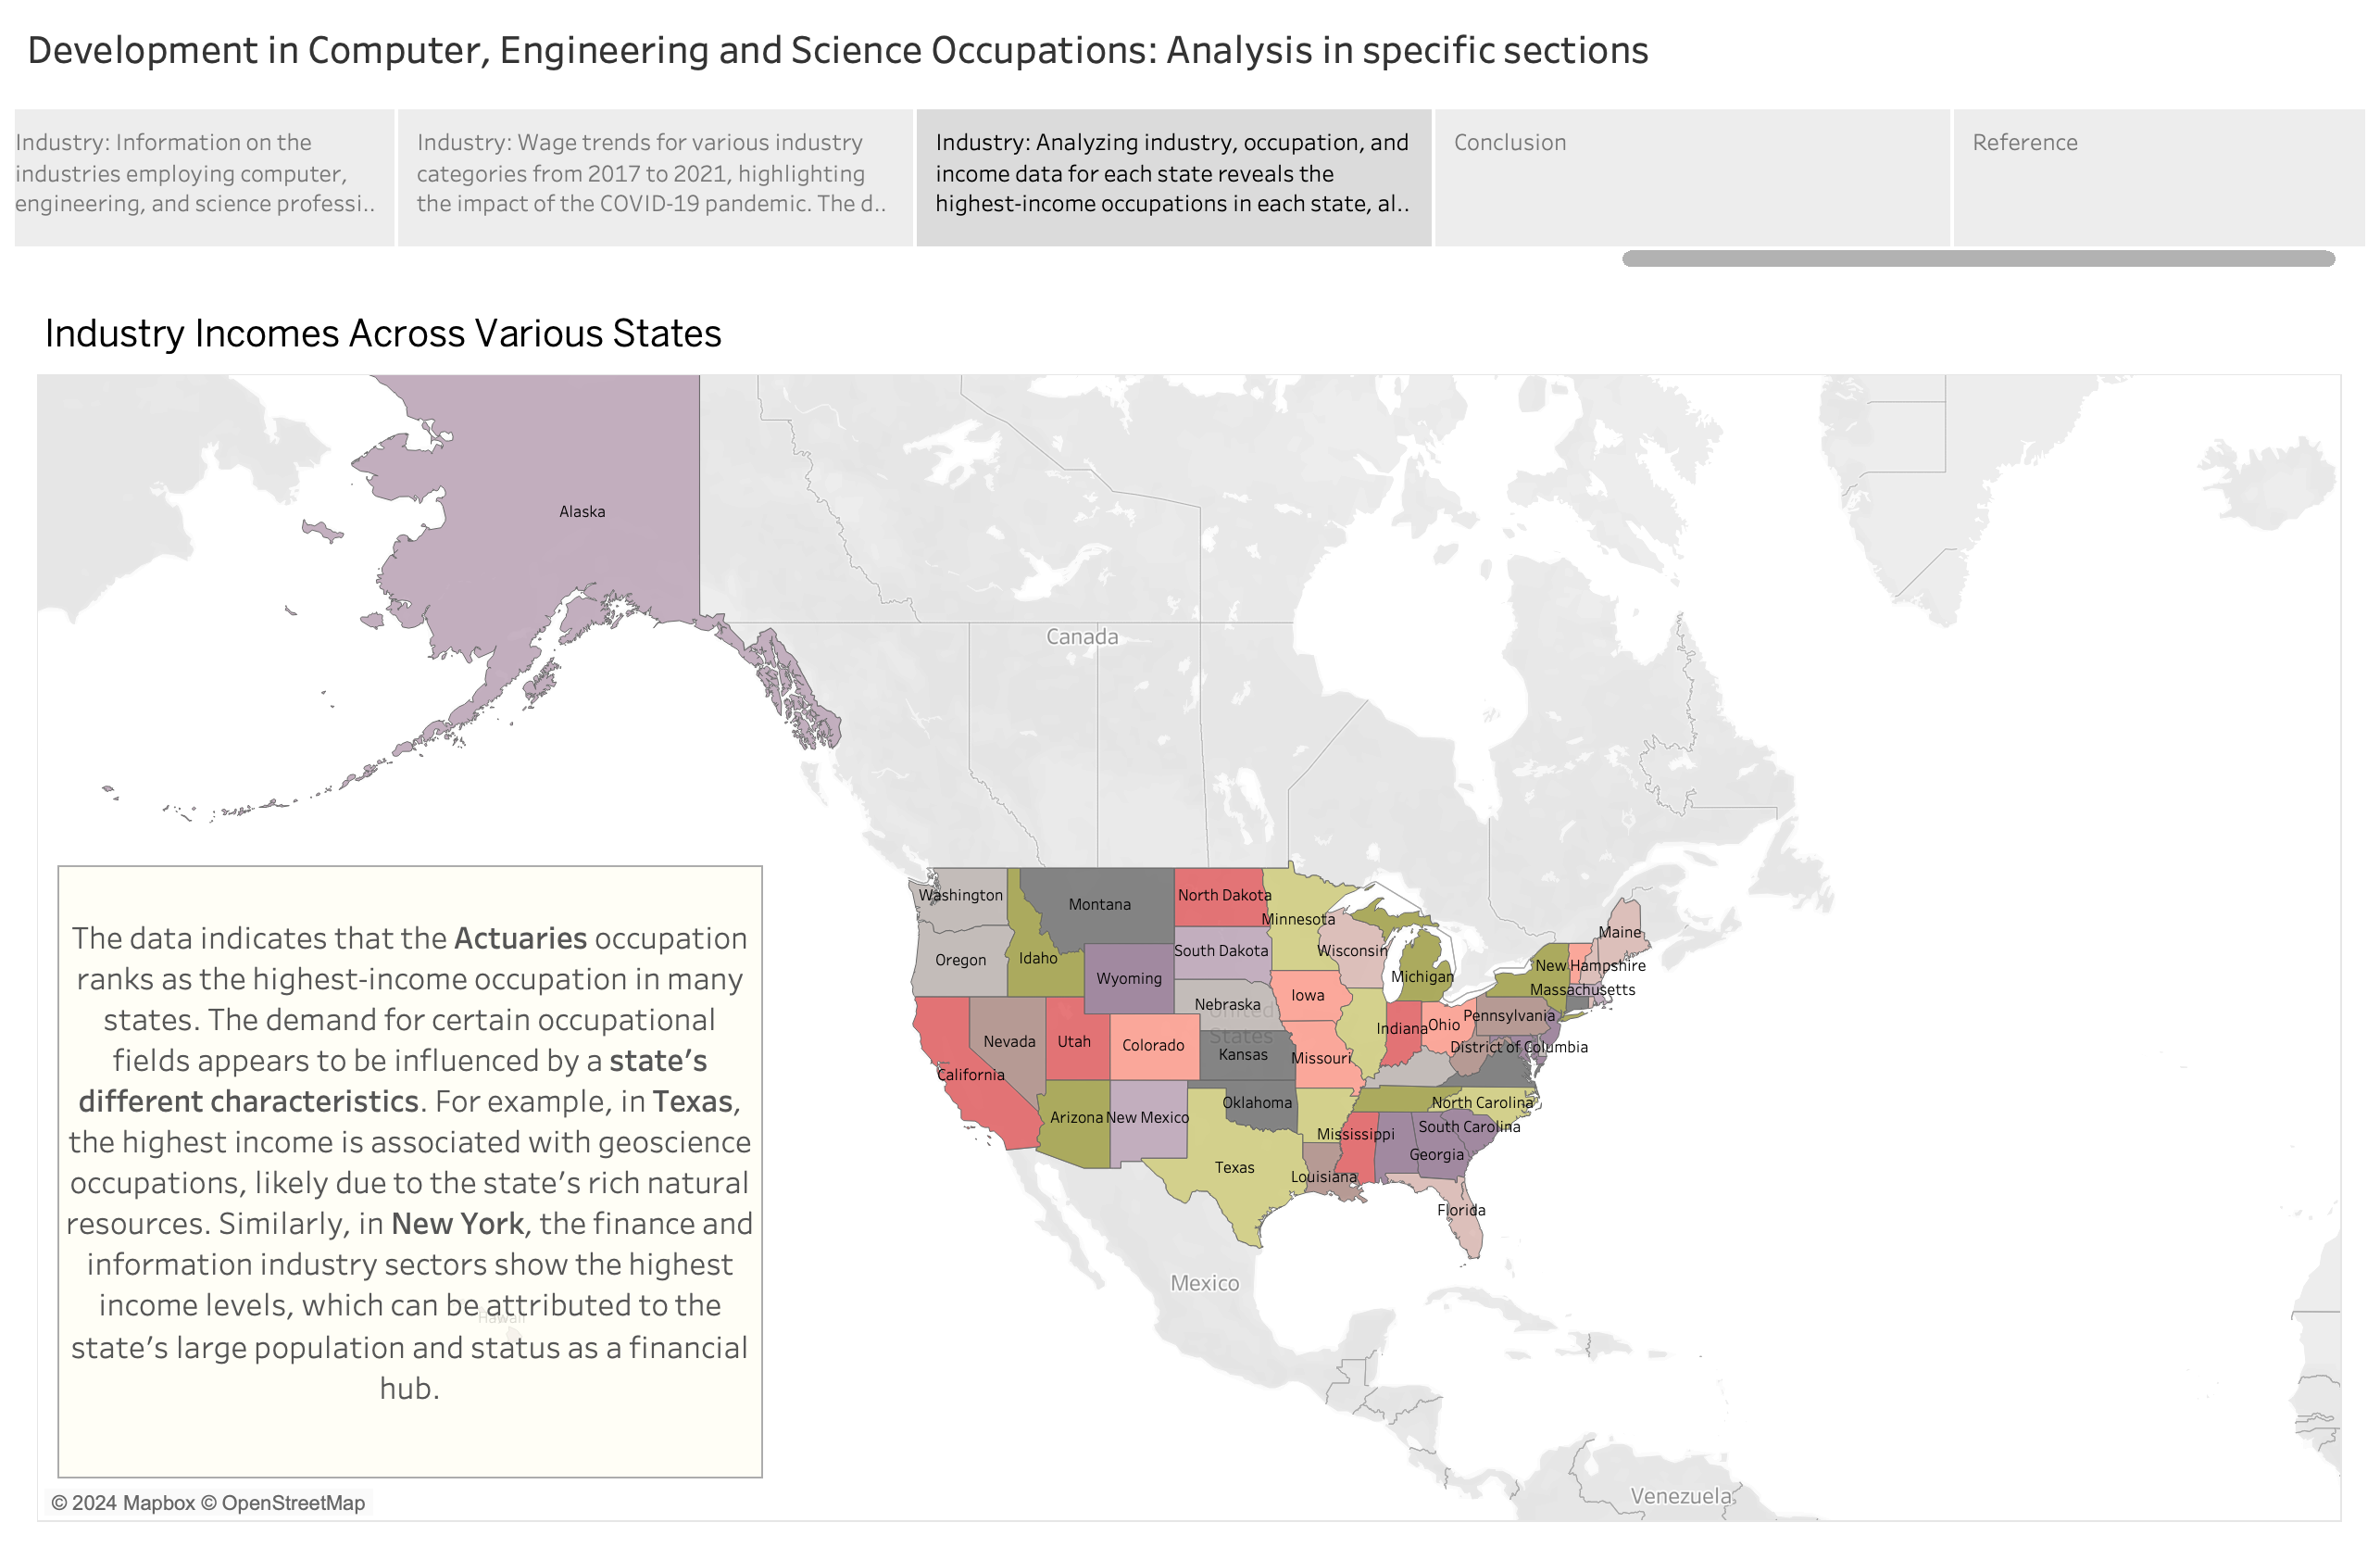 Development in Computer, Engineering and Science Occupations: Analysis in specific sections
Industry: Information on the
industries employing computer,
engineering, and science professi..
Industry: Wage trends for various industry
categories from 2017 to 2021, highlighting
the impact of the COVID-19 pandemic. The d..
Industry: Analyzing industry, occupation, and
income data for each state reveals the
highest-income occupations in each state, al..
Conclusion
Reference
Industry Incomes Across Various States
Alaska
Canada
Washington
Montana
North Dakota
Minnesota
Maine
Oregon
Idaho
South Dakota
Wisconsin
Wyoming
Michigan
New Hampshire
Nebraska
Iowa
Massachusetts
United
States
Nevada
Utah
Colorado
Kansas
Missouri
Indiana
Ohio
Pennsylvania
District of Columbia
California
Arizona
New Mexico
Oklahoma
North Carolina
Mississippi
South Carolina
Georgia
Texas
Louisiana
Florida
Mexico
Venezuela
The data indicates that the Actuaries occupation
ranks as the highest-income occupation in many
states. The demand for certain occupational
fields appears to be influenced by a state’s
different characteristics. For example, in Texas,
the highest income is associated with geoscience
occupations, likely due to the state’s rich natural
resources. Similarly, in New York, the finance and
information industry sectors show the highest
income levels, which can be attributed to the
Hawaii
state’s large population and status as a financial
hub.
© 2024 Mapbox © OpenStreetMap